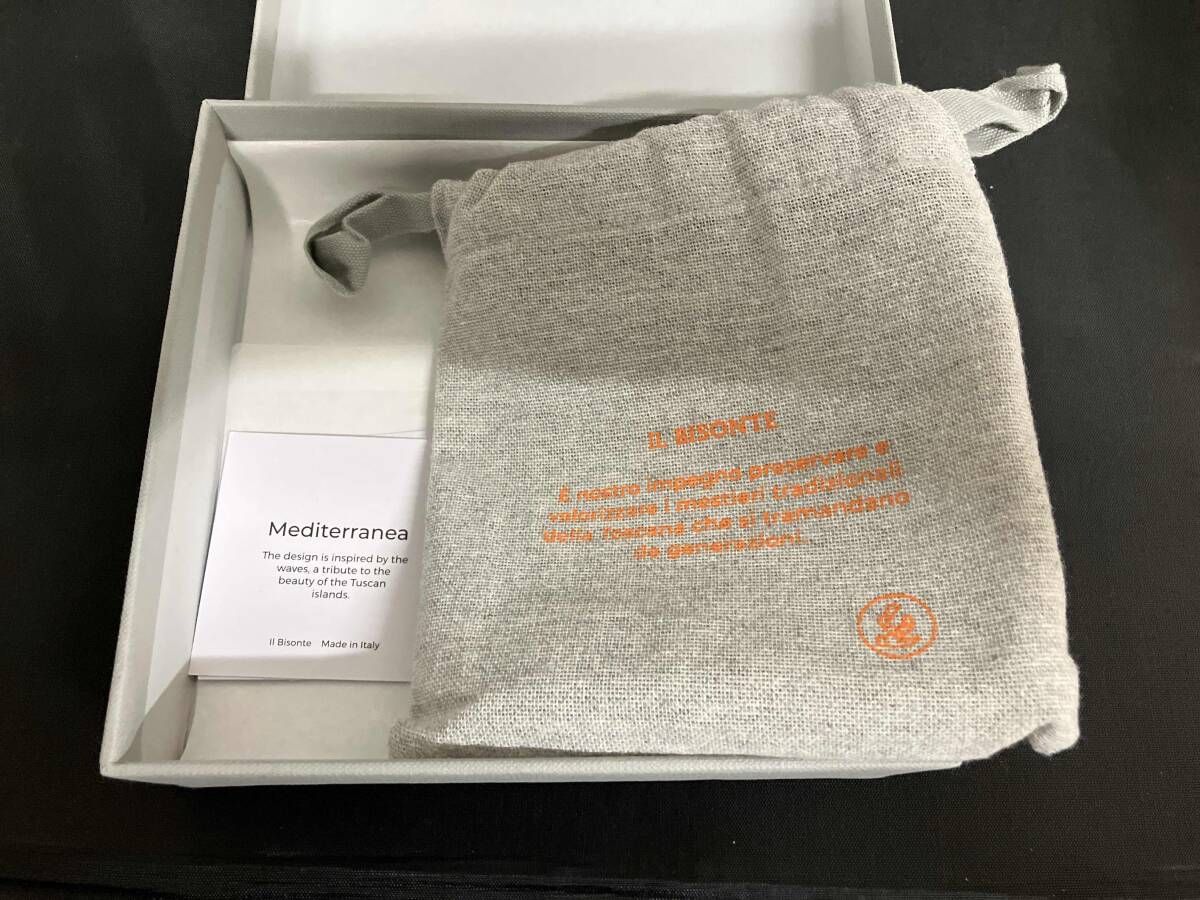 Mediterranea
The design is inspired by the
waves, a tribute to the
beauty of the Tuscan
islands.
Il Bisonte Made in Italy
IL BISONTE
È nostro impegno preservare e
valorizzare i mestieri tradizionali
della Toscana che si tramandano
da generazioni.